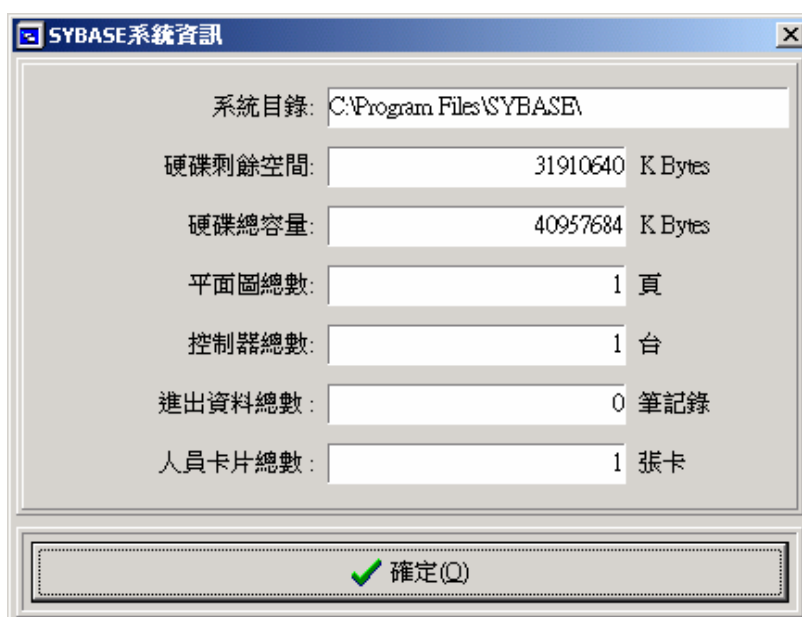 SYBASE系統資訊
系統目錄: C:\Program Files\SYBASE\
硬碟剩餘空間: 31910640 K Bytes
硬碟總容量: 40957684 K Bytes
平面圖總數: 1 頁
控制器總數: 1 台
進出資料總數 : 0 筆記錄
人員卡片總數 : 1 張卡
確定(O)